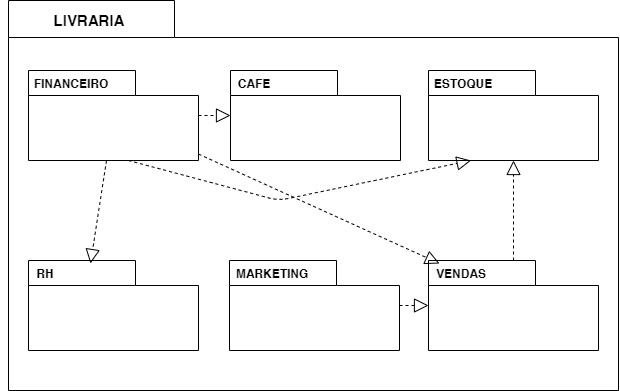 LIVRARIA
FINANCEIRO
CAFE
ESTOQUE
RH
MARKETING
VENDAS